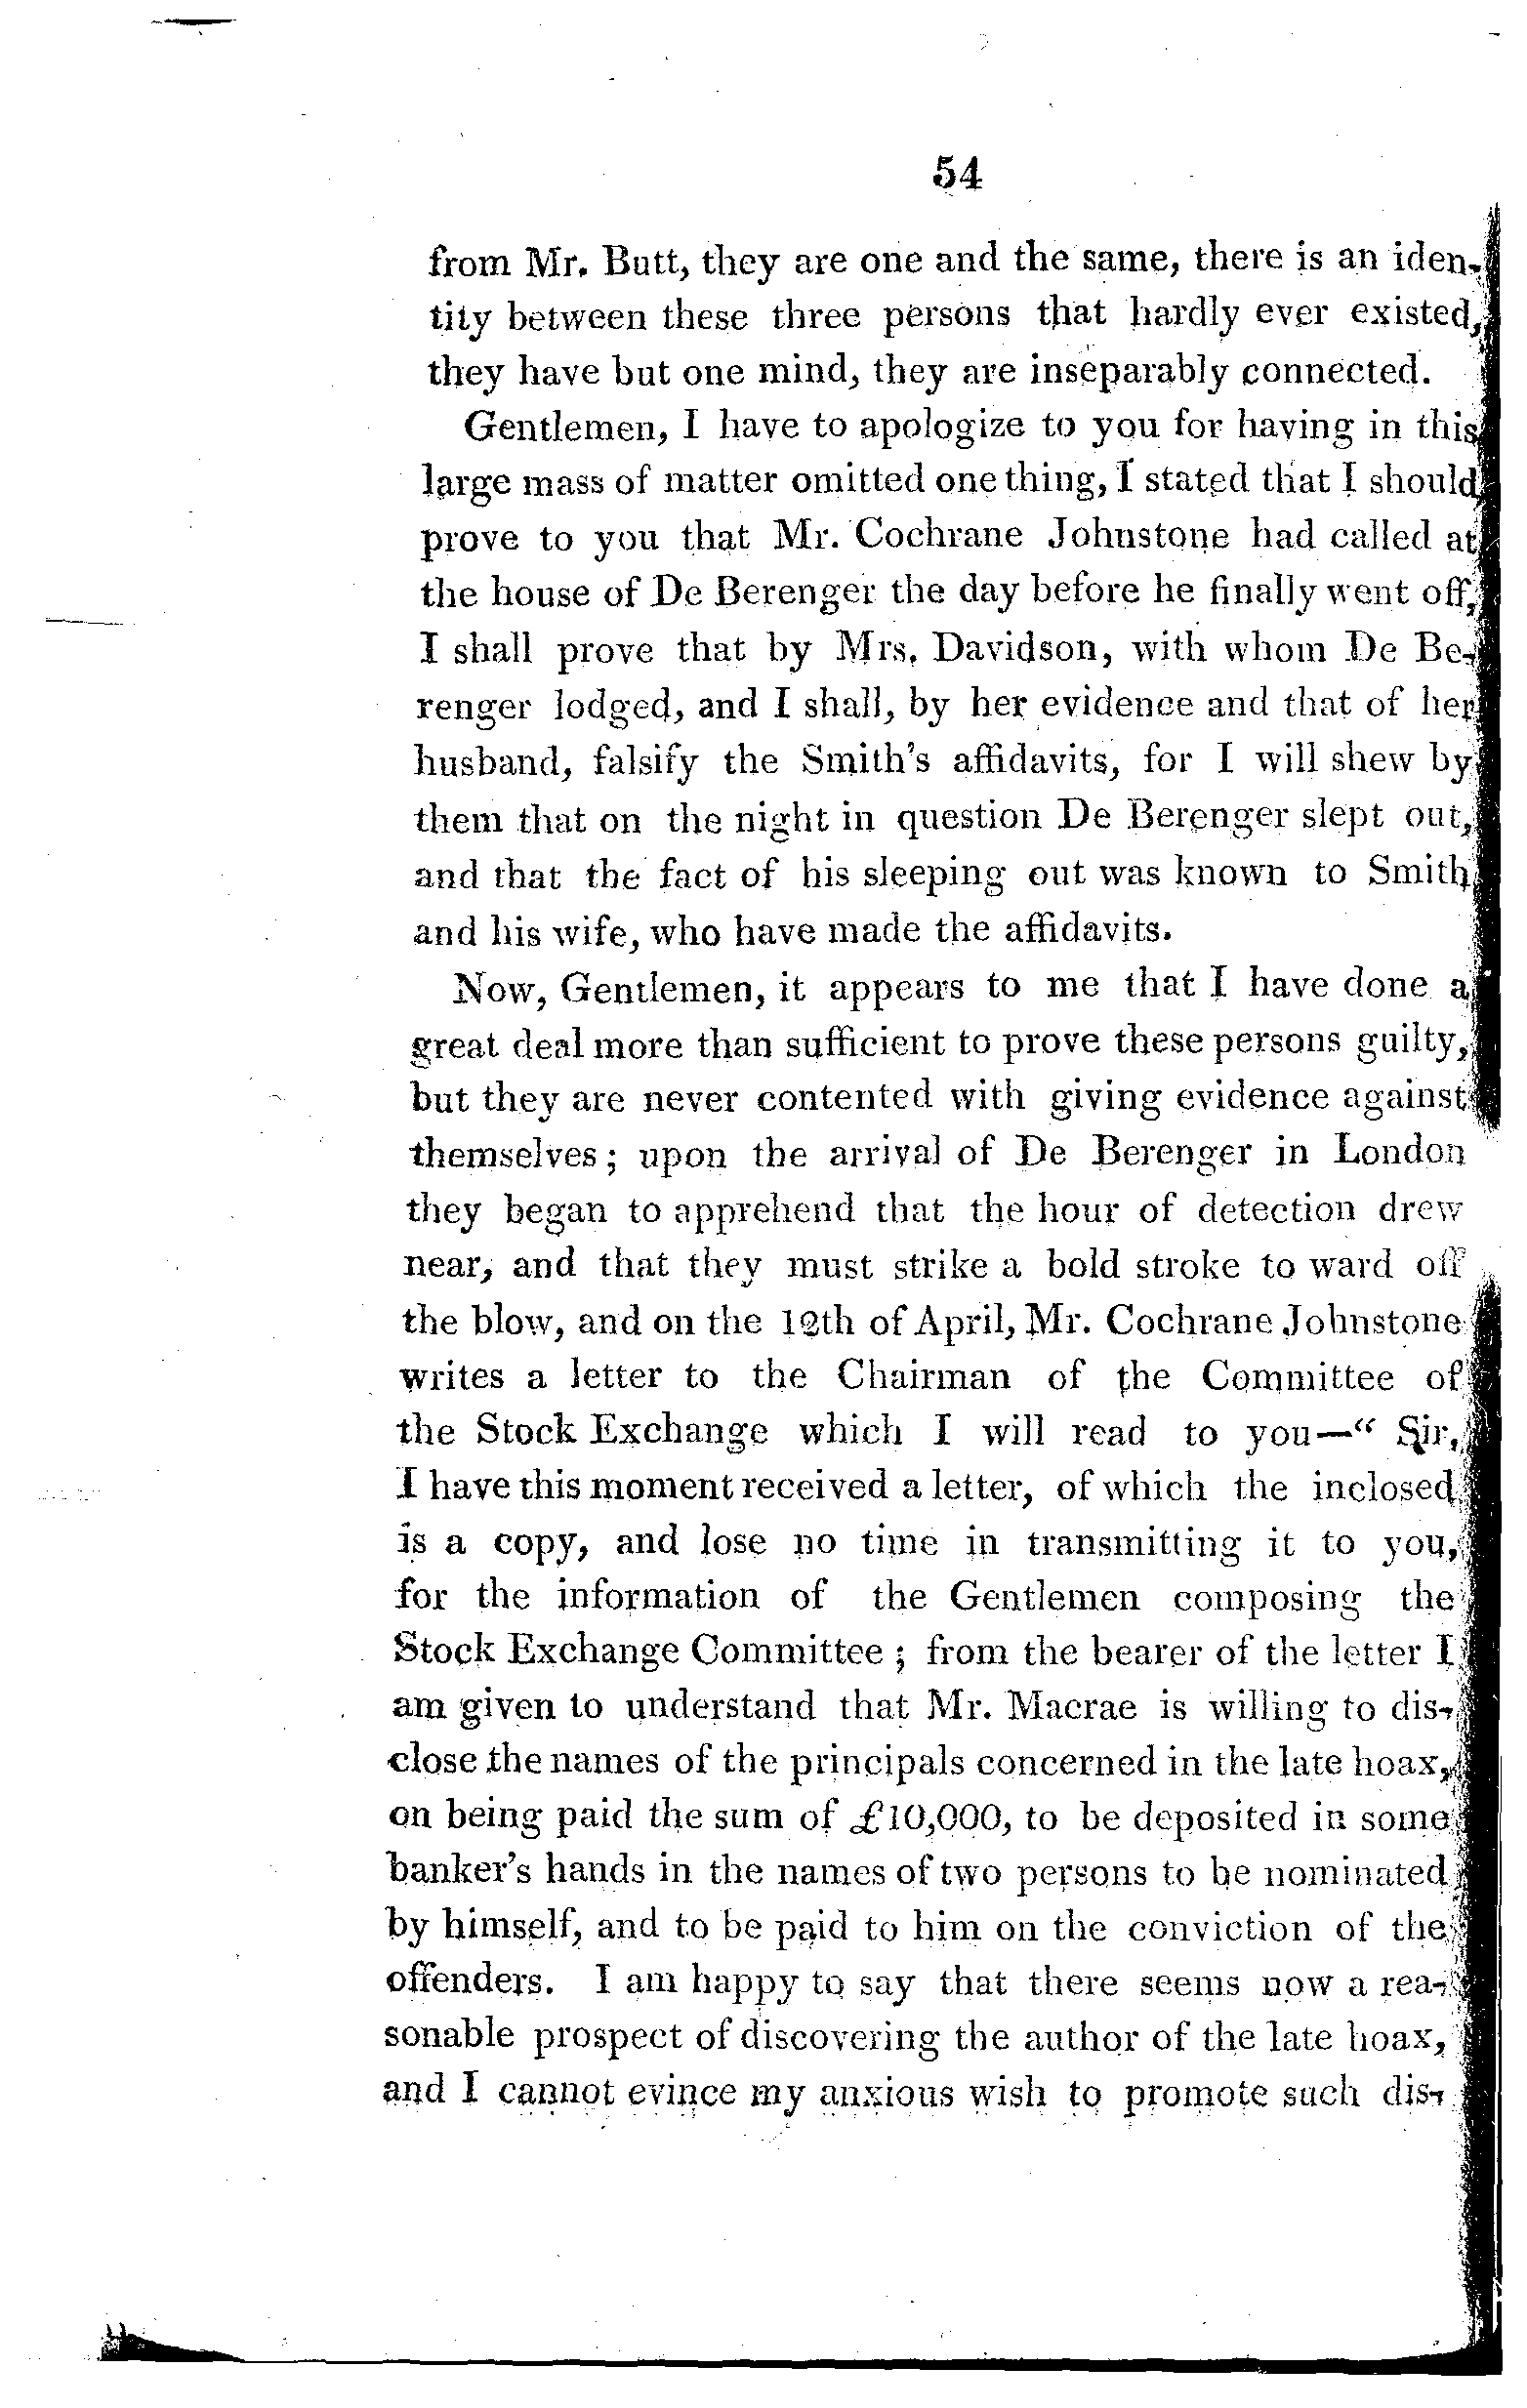 54
from Mr. Butt, they are one and the same, there is an iden-
tity between these three persons that hardly ever existed,
they have but one mind, they are inseparably connected.
Gentlemen, I have to apologize to you for having in this
large mass of matter omitted one thing, I stated that I should
prove to you that Mr. Cochrane Johnstone had called at
the house of De Berenger the day before he finally went off,
I shall prove that by Mrs. Davidson, with whom De Be-
renger lodged, and I shall, by her evidence and that of her
husband, falsify the Smith's affidavits, for I will shew by
them that on the night in question De Berenger slept out,
and that the fact of his sleeping out was known to Smith
and his wife, who have made the affidavits.
Now, Gentlemen, it appears to me that I have done a
great deal more than sufficient to prove these persons guilty,
but they are never contented with giving evidence against
themselves; upon the arrival of De Berenger in London
they began to apprehend that the hour of detection drew
near, and that they must strike a bold stroke to ward off
the blow, and on the 12th of April, Mr. Cochrane Johnstone
writes a letter to the Chairman of the Committee of
the Stock Exchange which I will read to you—“ Sir,
I have this moment received a letter, of which the inclosed
is a copy, and lose no time in transmitting it to you,
for the information of the Gentlemen composing the
Stock Exchange Committee; from the bearer of the letter I
am given to understand that Mr. Macrae is willing to dis-
close the names of the principals concerned in the late hoax,
on being paid the sum of £10,000, to be deposited in some
banker's hands in the names of two persons to be nominated
by himself, and to be paid to him on the conviction of the
offenders. I am happy to say that there seems now a rea-
sonable prospect of discovering the author of the late hoax,
and I cannot evince my anxious wish to promote such dis-